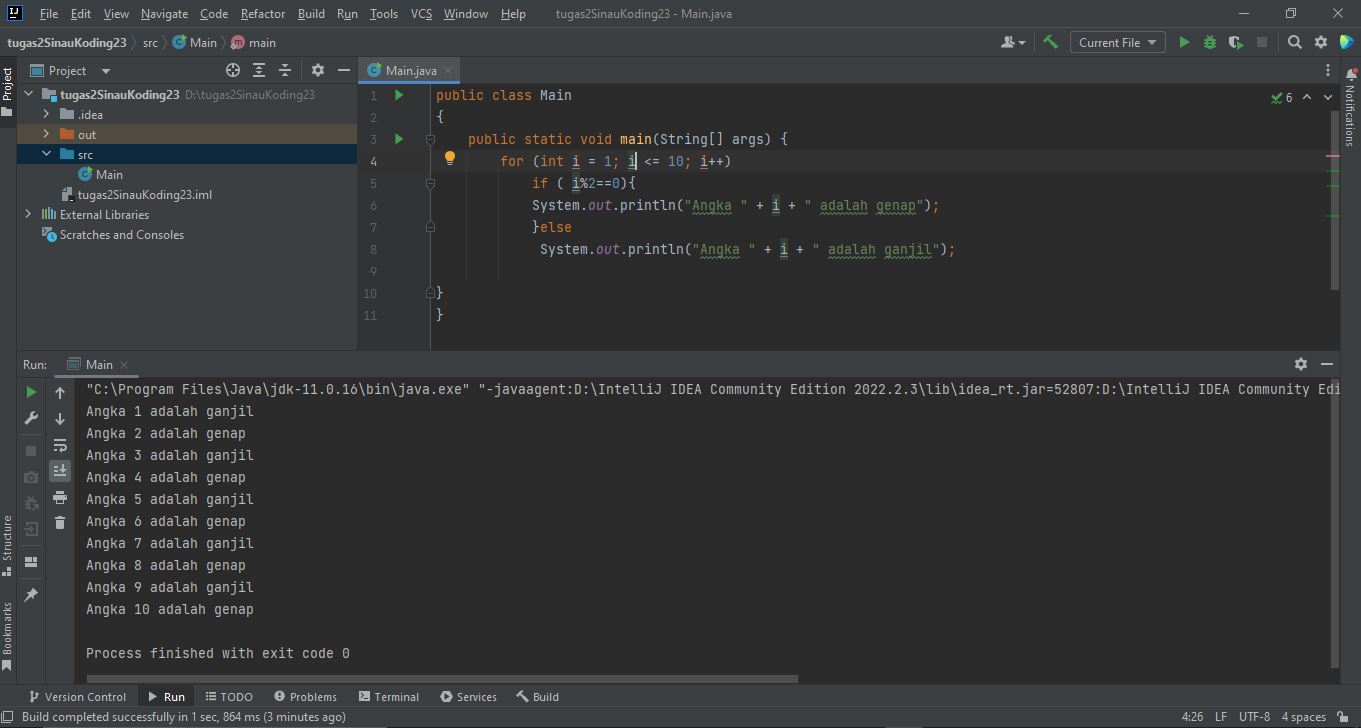 File Edit View Navigate Code Refactor Build Run Tools VCS Window Help tugas2SinauKoding23 - Main.java
tugas2SinauKoding23 src Main main Current File
Project
Main.java
tugas2SinauKoding23 D:\tugas2SinauKoding23
.idea
out
src
Main
tugas2SinauKoding23.iml
External Libraries
Scratches and Consoles
Project
Structure
Bookmarks
1 public class Main
2 {
3 public static void main(String[] args) {
4 for (int i = 1; i <= 10; i++)
5 if ( i%2==0){
6 System.out.println("Angka " + i + " adalah genap");
7 }else
8 System.out.println("Angka " + i + " adalah ganjil");
9
10 }
11 }
6
Notifications
Run: Main
"C:\Program Files\Java\jdk-11.0.16\bin\java.exe" "-javaagent:D:\IntelliJ IDEA Community Edition 2022.2.3\lib\idea_rt.jar=52807:D:\IntelliJ IDEA Community Edi
Angka 1 adalah ganjil
Angka 2 adalah genap
Angka 3 adalah ganjil
Angka 4 adalah genap
Angka 5 adalah ganjil
Angka 6 adalah genap
Angka 7 adalah ganjil
Angka 8 adalah genap
Angka 9 adalah ganjil
Angka 10 adalah genap
Process finished with exit code 0
Version Control Run TODO Problems Terminal Services Build
Build completed successfully in 1 sec, 864 ms (3 minutes ago) 4:26 LF UTF-8 4 spaces